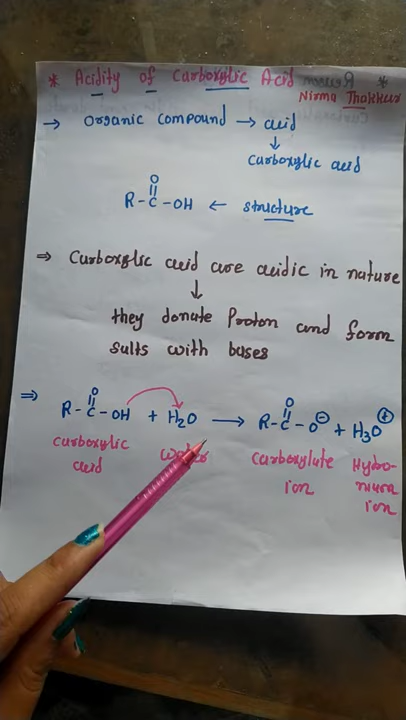 * Acidity of Carboxylic Acid *
Nirma Thakkur
→ Organic compound → acid
↓
Carboxylic acid
O
||
R-C-OH ← structure
⇒ Carboxylic acid are acidic in nature
↓
they donate Proton and form
salts with bases
O O
|| ||
⇒ R-C-OH + H₂O → R-C-O⊖ + H₃O⊕
Carboxylic water Carboxylate Hydro-
acid ion nium
ion